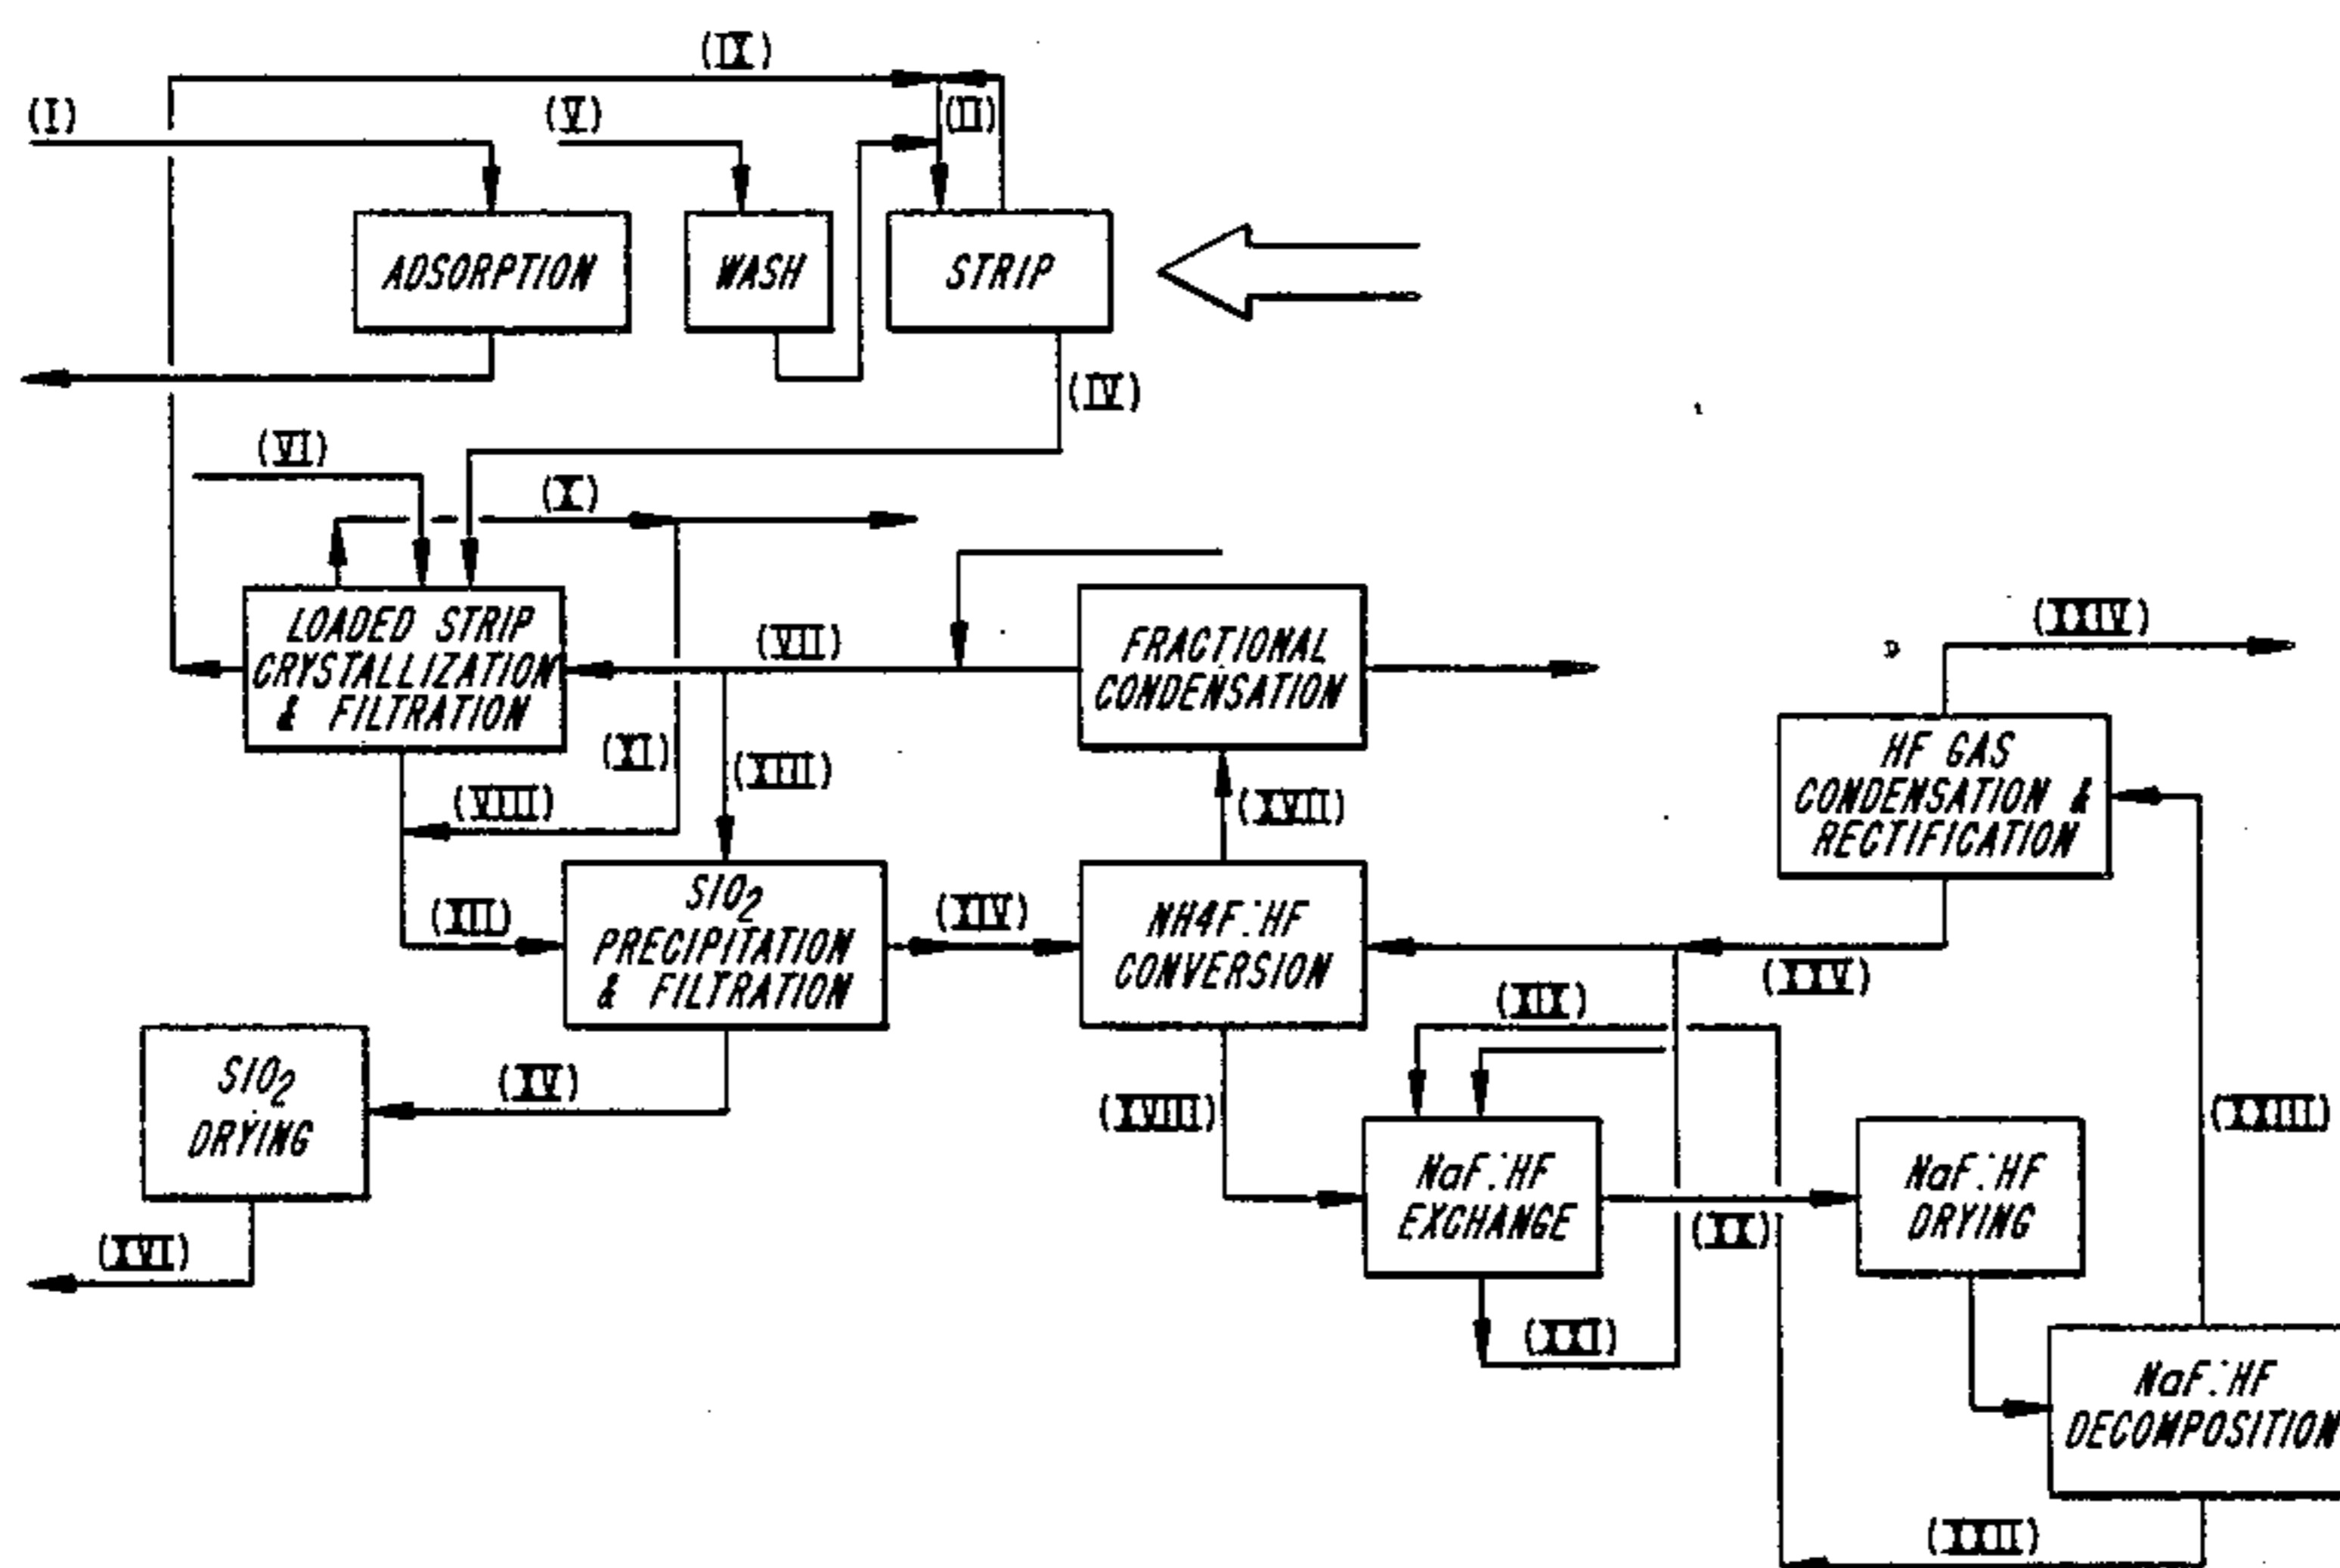 (IX)
(I)
(V)
(II)
ADSORPTION
WASH
STRIP
(IV)
(VI)
(X)
LOADED STRIP
CRYSTALLIZATION
& FILTRATION
(VII)
FRACTIONAL
CONDENSATION
(XXIV)
(XI)
(XIII)
(VIII)
(XVII)
HF GAS
CONDENSATION &
RECTIFICATION
(XII)
SIO2
PRECIPITATION
& FILTRATION
(XIV)
NH4F:HF
CONVERSION
(XXV)
(XIX)
SIO2
DRYING
(XV)
(XVIII)
NaF:HF
EXCHANGE
(XX)
NaF:HF
DRYING
(XXIII)
(XVI)
(XXI)
NaF:HF
DECOMPOSITION
(XXII)